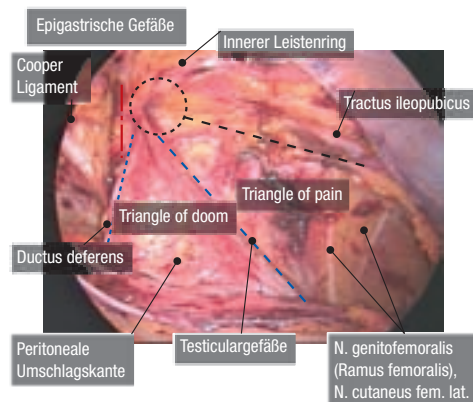 Epigastrische Gefäße
Innerer Leistenring
Cooper
Ligament
Tractus ileopubicus
Triangle of pain
Triangle of doom
Ductus deferens
Peritoneale
Umschlagskante
Testiculargefäße
N. genitofemoralis
(Ramus femoralis),
N. cutaneus fem. lat.